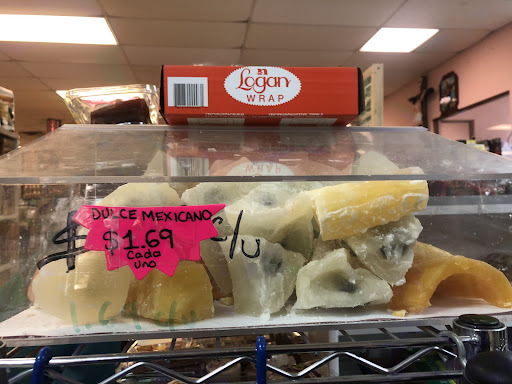 Logan
WRAP
DULCE MEXICANO
$1.69
Cada
uno
$
c/u